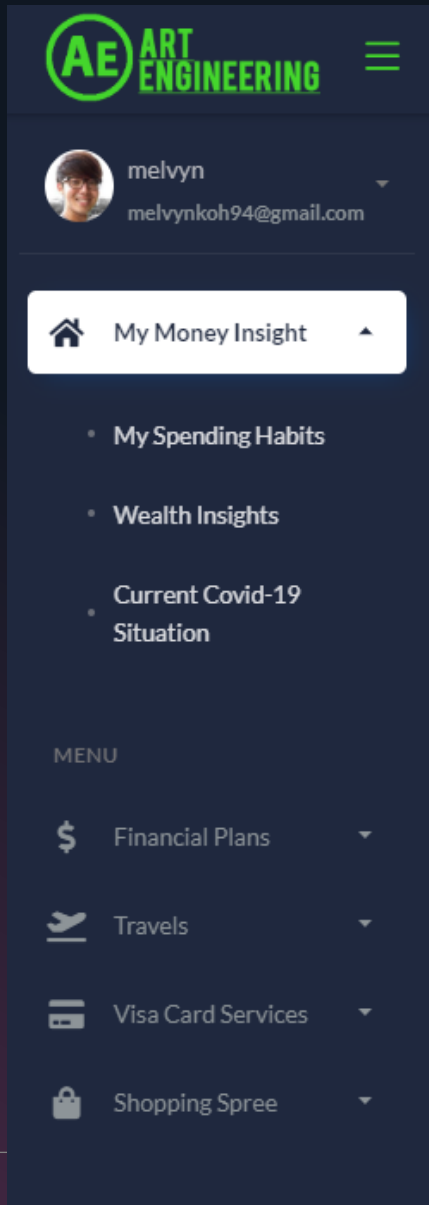 AE ART
ENGINEERING
melvyn
melvynkoh94@gmail.com
My Money Insight
My Spending Habits
Wealth Insights
Current Covid-19
Situation
MENU
Financial Plans
Travels
Visa Card Services
Shopping Spree